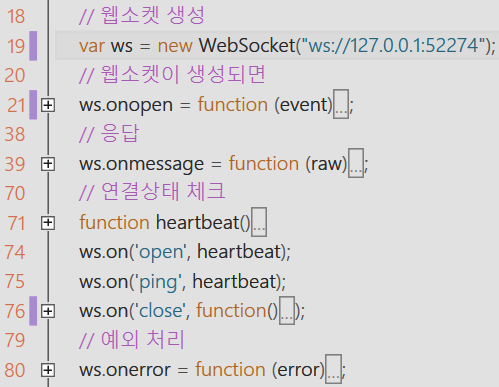 18 // 웹소켓 생성
19 var ws = new WebSocket("ws://127.0.0.1:52274");
20 // 웹소켓이 생성되면
21 ws.onopen = function (event)...;
38 // 응답
39 ws.onmessage = function (raw)...;
70 // 연결상태 체크
71 function heartbeat()...
74 ws.on('open', heartbeat);
75 ws.on('ping', heartbeat);
76 ws.on('close', function()...);
79 // 예외 처리
80 ws.onerror = function (error)...;